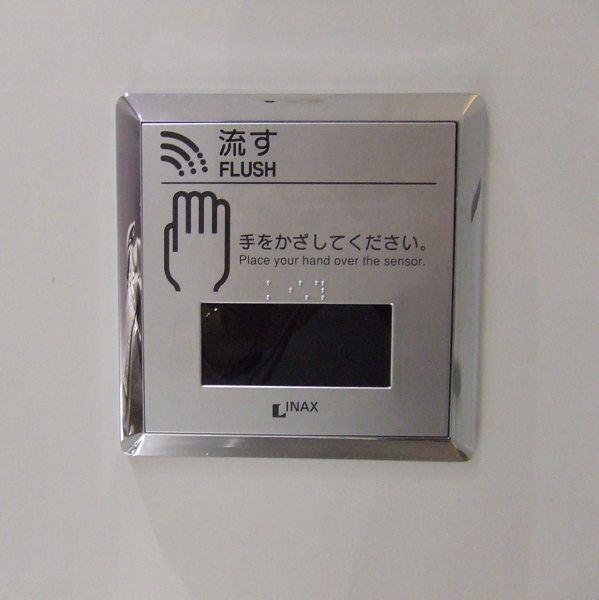 流す
FLUSH
手をかざしてください。
Place your hand over the sensor.
INAX